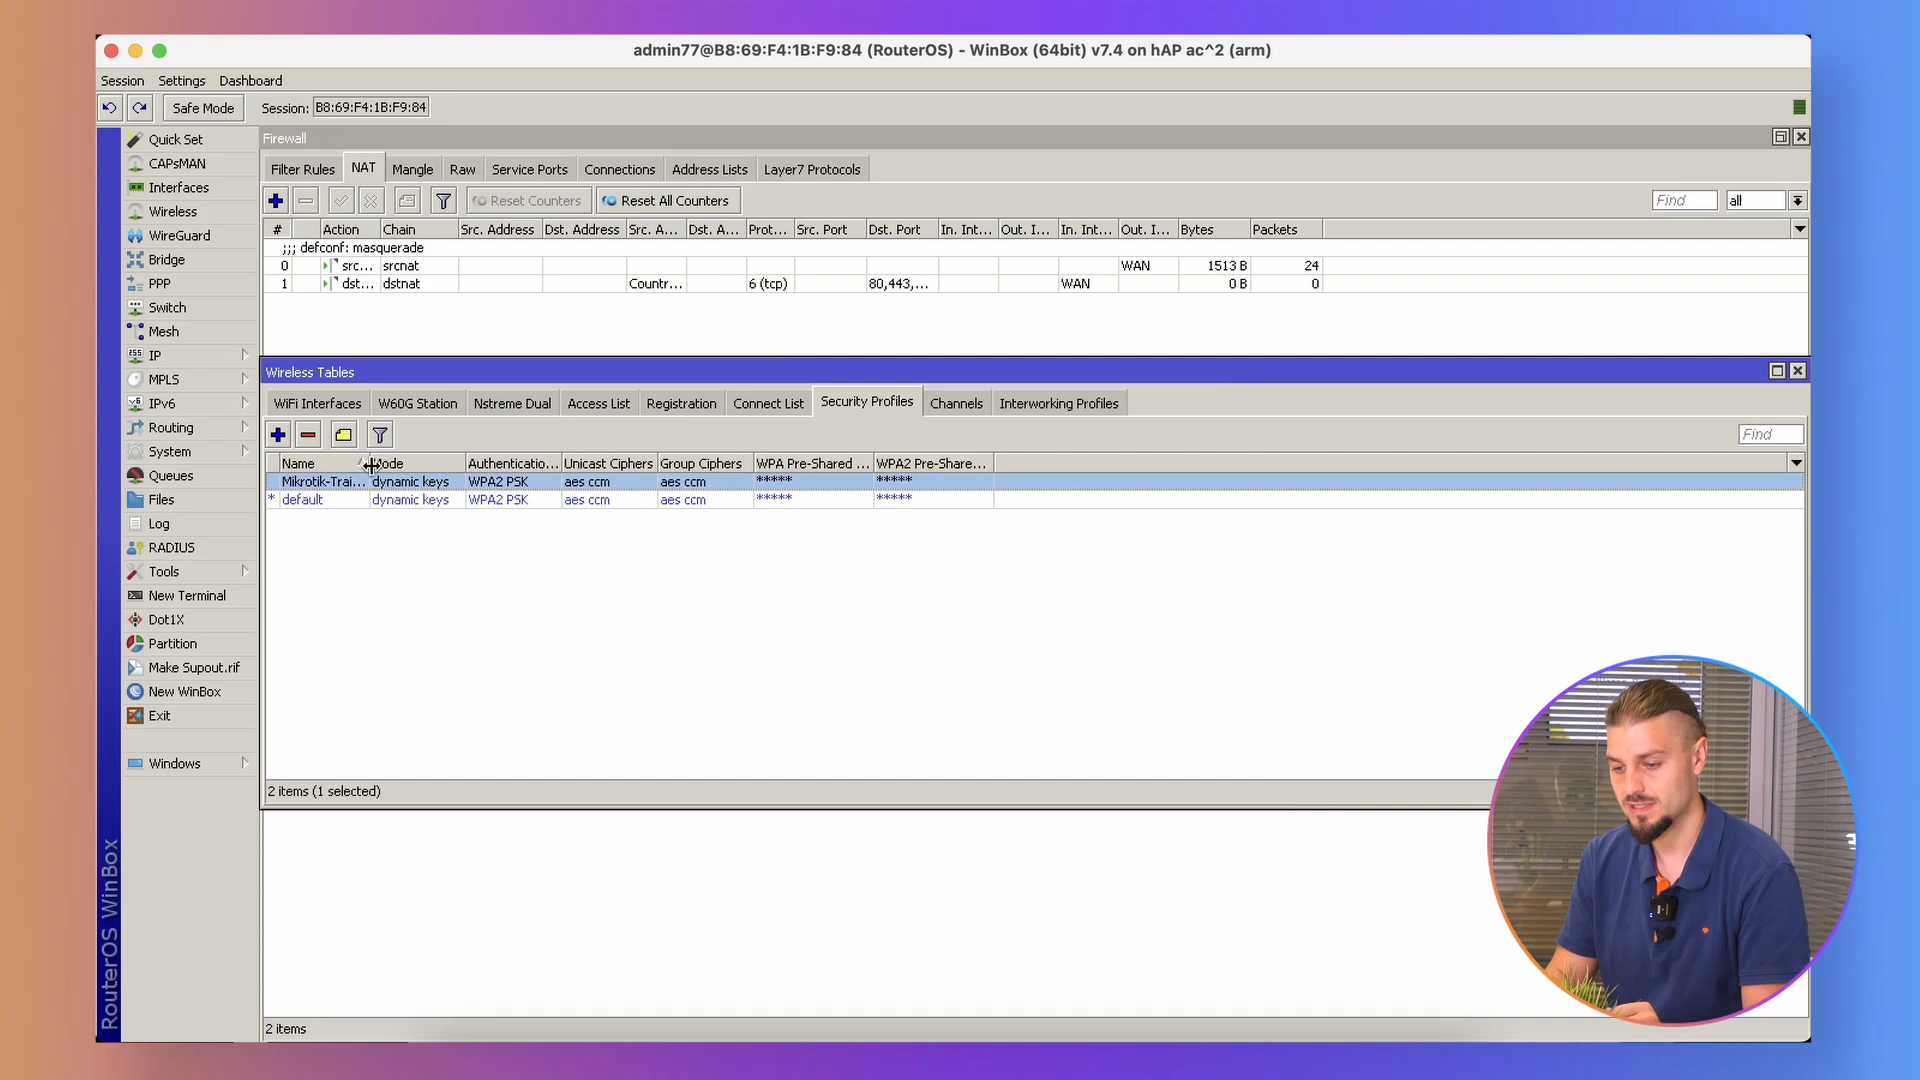 admin77@B8:69:F4:1B:F9:84 (RouterOS) - WinBox (64bit) v7.4 on hAP ac^2 (arm)
Session Settings Dashboard
Safe Mode Session: B8:69:F4:1B:F9:84
Quick Set
CAPsMAN
Interfaces
Wireless
WireGuard
Bridge
PPP
Switch
Mesh
IP
MPLS
IPv6
Routing
System
Queues
Files
Log
RADIUS
Tools
New Terminal
Dot1X
Partition
Make Supout.rif
New WinBox
Exit
Windows
RouterOS WinBox
Firewall
Filter Rules NAT Mangle Raw Service Ports Connections Address Lists Layer7 Protocols
Reset Counters Reset All Counters Find all
# Action Chain Src. Address Dst. Address Src. A... Dst. A... Prot... Src. Port Dst. Port In. Int... Out. I... In. Int... Out. I... Bytes Packets
;;; defconf: masquerade
0 src... srcnat WAN 1513 B 24
1 dst... dstnat Countr... 6 (tcp) 80,443,... WAN 0 B 0
Wireless Tables
WiFi Interfaces W60G Station Nstreme Dual Access List Registration Connect List Security Profiles Channels Interworking Profiles
Find
Name Mode Authenticatio... Unicast Ciphers Group Ciphers WPA Pre-Shared ... WPA2 Pre-Share...
Mikrotik-Trai... dynamic keys WPA2 PSK aes ccm aes ccm ***** *****
* default dynamic keys WPA2 PSK aes ccm aes ccm ***** *****
2 items (1 selected)
2 items